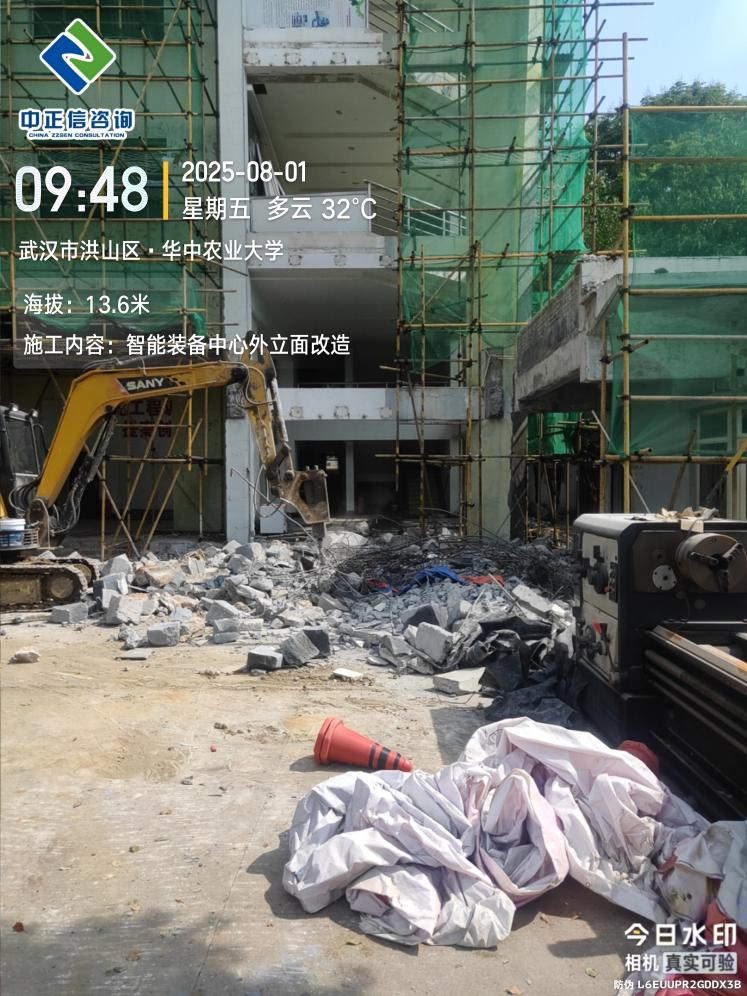 中正信咨询
CHINA ZZSEN CONSULTATION
09:48
2025-08-01
星期五 多云 32°C
武汉市洪山区·华中农业大学
海拔：13.6米
施工内容：智能装备中心外立面改造
SANY
今日水印
相机 真实可验
防伪 L6EUUPR2GDDX3B